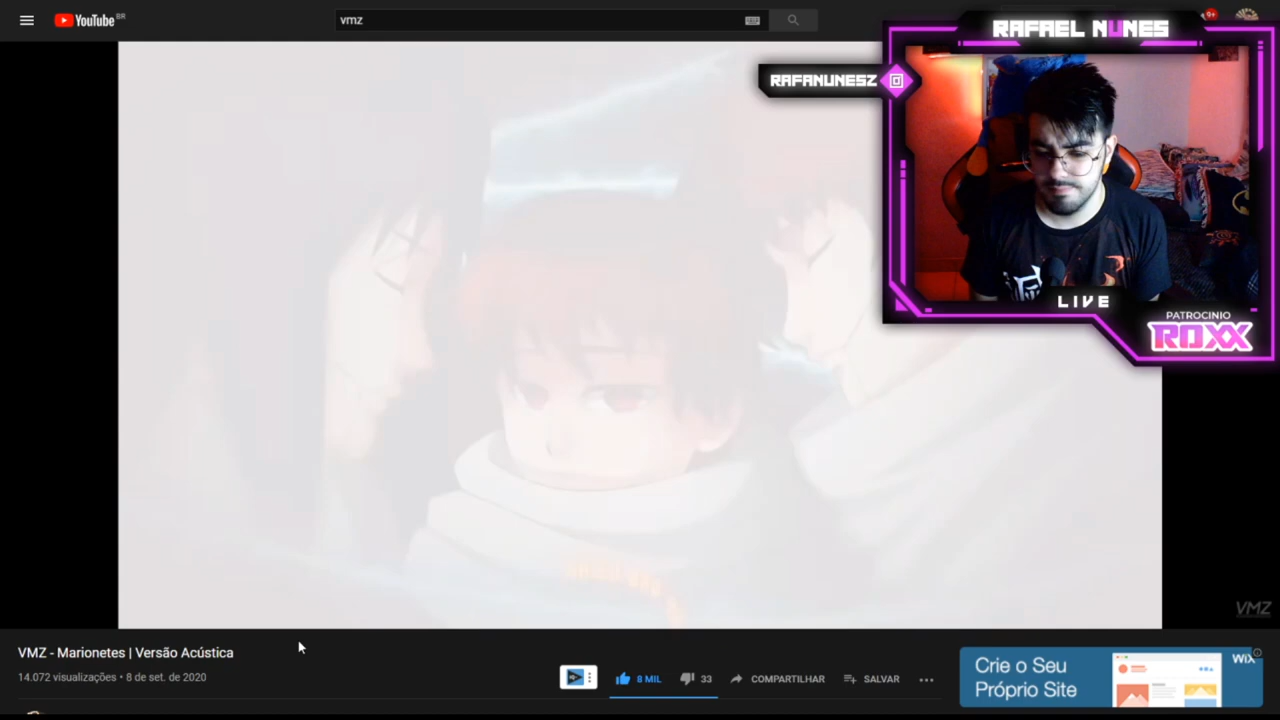 YouTube BR
vmz
9+
RAFAEL NUNES
RAFANUNESZ
LIVE
PATROCINIO
ROXX
VMZ
VMZ - Marionetes | Versão Acústica
14.072 visualizações • 8 de set. de 2020
8 MIL
33
COMPARTILHAR
SALVAR
Crie o Seu
Próprio Site
WiX